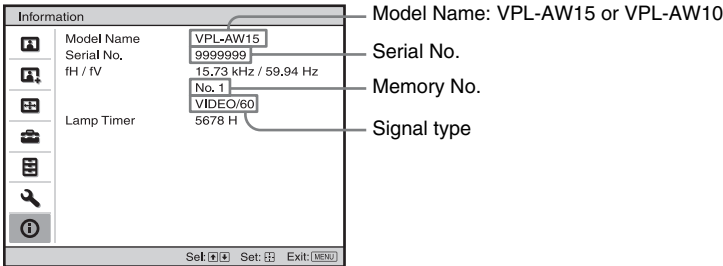 Information
Model Name VPL-AW15
Serial No. 9999999
fH / fV 15.73 kHz / 59.94 Hz
No. 1
VIDEO/60
Lamp Timer 5678 H
Sel: Set: Exit: MENU
Model Name: VPL-AW15 or VPL-AW10
Serial No.
Memory No.
Signal type